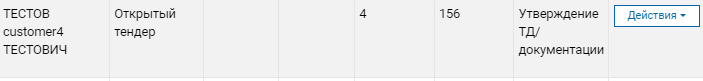 ТЕСТОВ
customer4
ТЕСТОВИЧ
Открытый
тендер
4
156
Утверждение
ТД/
документации
Действия